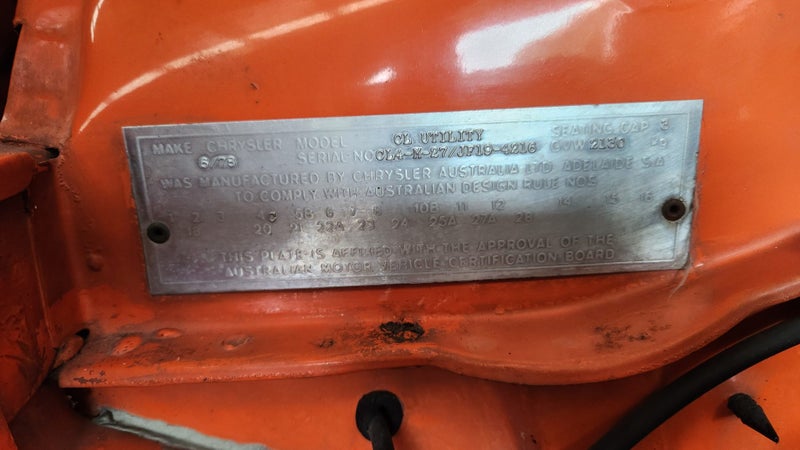 MAKE CHRYSLER MODEL CL UTILITY SEATING CAP 3
6/78 SERIAL NO CL4-M-27/JF19-4216 GVW 2130 Kg
WAS MANUFACTURED BY CHRYSLER AUSTRALIA LTD ADELAIDE S.A
TO COMPLY WITH AUSTRALIAN DESIGN RULE NOS
1 2 3 4C 5B 6 7 8 10B 11 12 14 15 16
18 20 21 22A 23 24 25A 27A 28
THIS PLATE IS AFFIXED WITH THE APPROVAL OF THE
AUSTRALIAN MOTOR VEHICLE CERTIFICATION BOARD